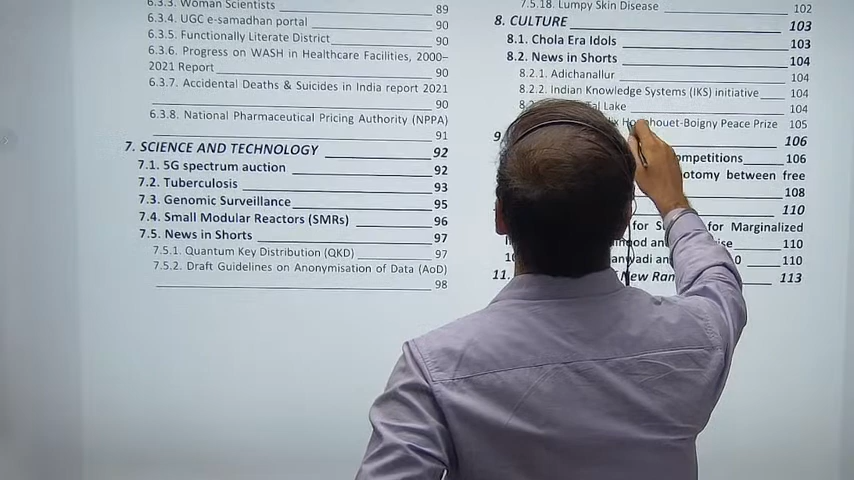 6.3.3. Woman Scientists 89
6.3.4. UGC e-samadhan portal 90
6.3.5. Functionally Literate District 90
6.3.6. Progress on WASH in Healthcare Facilities, 2000–
2021 Report 90
6.3.7. Accidental Deaths & Suicides in India report 2021
90
6.3.8. National Pharmaceutical Pricing Authority (NPPA)
91
7. SCIENCE AND TECHNOLOGY 92
7.1. 5G spectrum auction 92
7.2. Tuberculosis 93
7.3. Genomic Surveillance 95
7.4. Small Modular Reactors (SMRs) 96
7.5. News in Shorts 97
7.5.1. Quantum Key Distribution (QKD) 97
7.5.2. Draft Guidelines on Anonymisation of Data (AoD)
98
7.5.18. Lumpy Skin Disease 102
8. CULTURE 103
8.1. Chola Era Idols 103
8.2. News in Shorts 104
8.2.1. Adichanallur 104
8.2.2. Indian Knowledge Systems (IKS) initiative 104
Tal Lake 104
Boigny Peace Prize 105
9 106
106
between free
108
110
for Marginalized
110
110
11. New 113